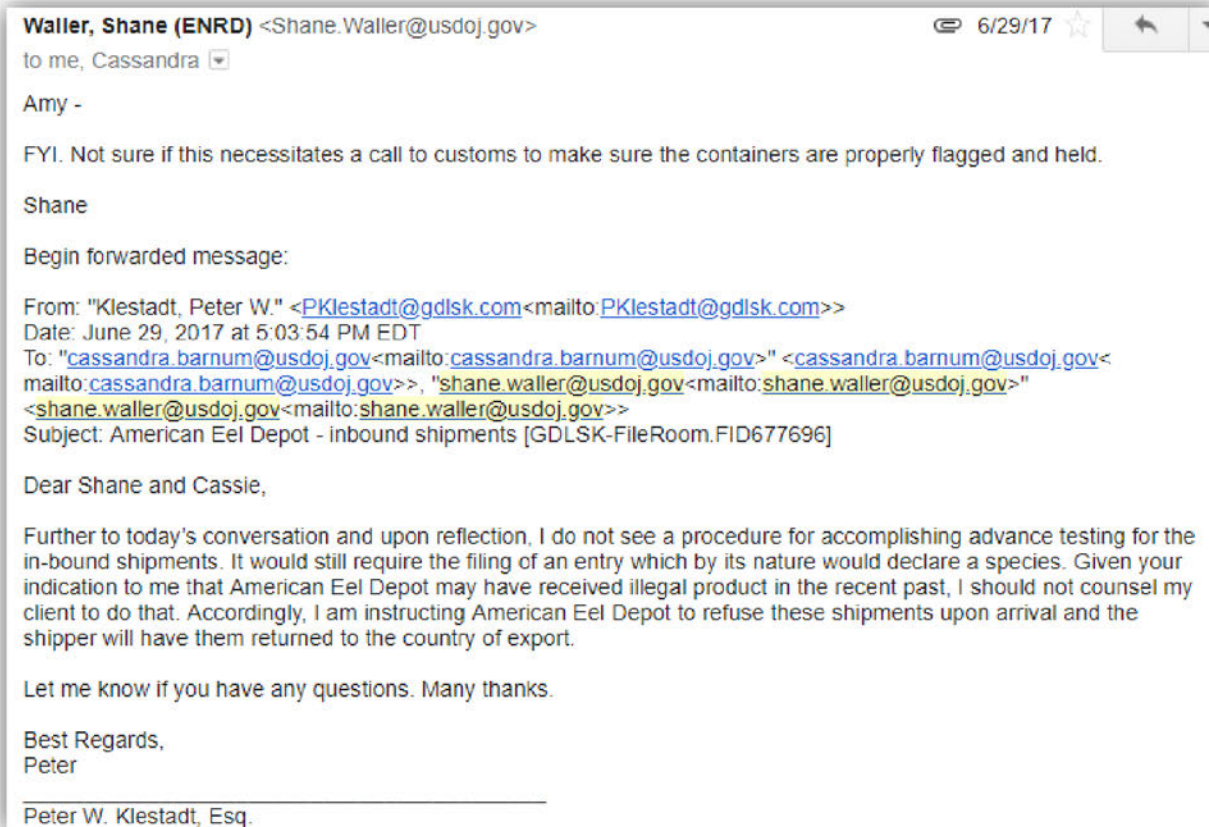 Waller, Shane (ENRD) <Shane.Waller@usdoj.gov> 6/29/17
to me, Cassandra
Amy -
FYI. Not sure if this necessitates a call to customs to make sure the containers are properly flagged and held.
Shane
Begin forwarded message:
From: "Klestadt, Peter W." <PKlestadt@gdlsk.com<mailto:PKlestadt@gdlsk.com>>
Date: June 29, 2017 at 5:03:54 PM EDT
To: "cassandra.barnum@usdoj.gov<mailto:cassandra.barnum@usdoj.gov>" <cassandra.barnum@usdoj.gov<
mailto:cassandra.barnum@usdoj.gov>>, "shane.waller@usdoj.gov<mailto:shane.waller@usdoj.gov>"
<shane.waller@usdoj.gov<mailto:shane.waller@usdoj.gov>>
Subject: American Eel Depot - inbound shipments [GDLSK-FileRoom.FID677696]
Dear Shane and Cassie,
Further to today's conversation and upon reflection, I do not see a procedure for accomplishing advance testing for the
in-bound shipments. It would still require the filing of an entry which by its nature would declare a species. Given your
indication to me that American Eel Depot may have received illegal product in the recent past, I should not counsel my
client to do that. Accordingly, I am instructing American Eel Depot to refuse these shipments upon arrival and the
shipper will have them returned to the country of export.
Let me know if you have any questions. Many thanks.
Best Regards,
Peter
Peter W. Klestadt, Esq.